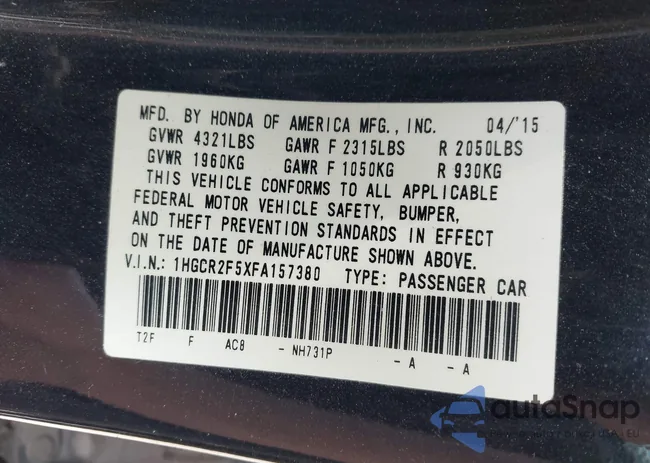 MFD. BY HONDA OF AMERICA MFG., INC. 04/'15
GVWR 4321LBS GAWR F 2315LBS R 2050LBS
GVWR 1960KG GAWR F 1050KG R 930KG
THIS VEHICLE CONFORMS TO ALL APPLICABLE
FEDERAL MOTOR VEHICLE SAFETY, BUMPER,
AND THEFT PREVENTION STANDARDS IN EFFECT
ON THE DATE OF MANUFACTURE SHOWN ABOVE.
V.I.N.: 1HGCR2F5XFA157380 TYPE: PASSENGER CAR
T2F F AC8 - NH731P - A - A
autoSnap